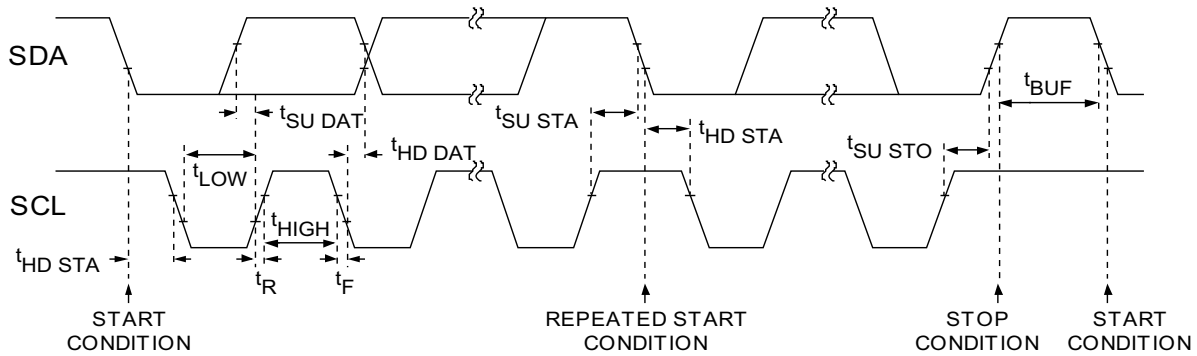 SDA
tBUF
tSU DAT
tSU STA
tHD STA
tHD DAT
tSU STO
tLOW
SCL
tHIGH
tHD STA
tR
tF
START
CONDITION
REPEATED START
CONDITION
STOP
CONDITION
START
CONDITION